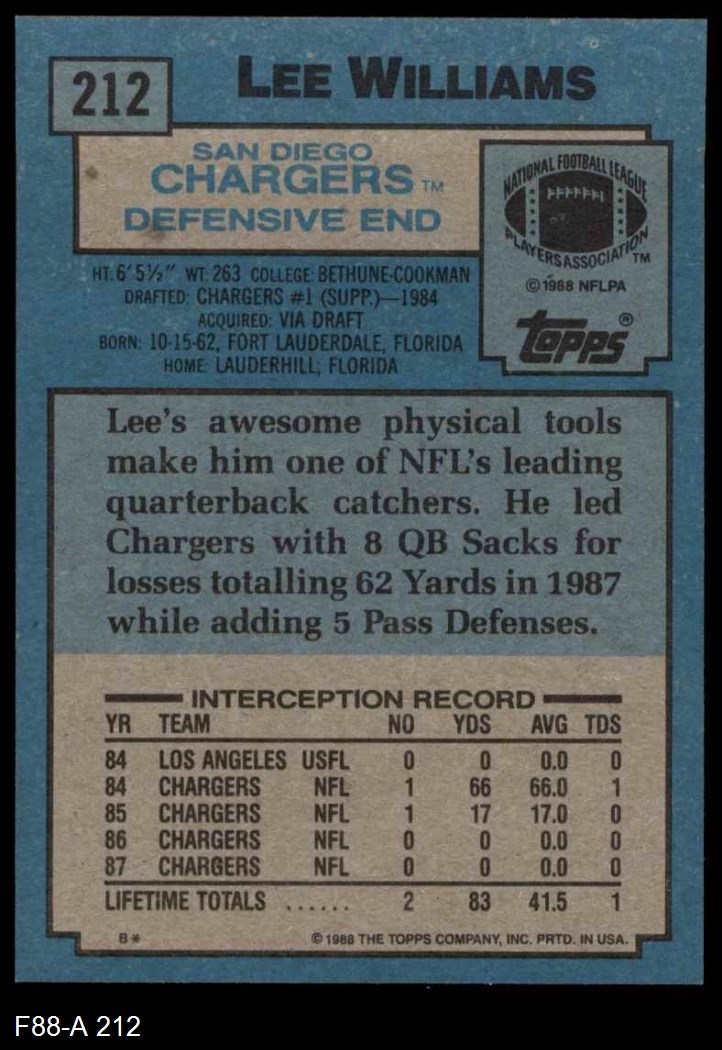 212
LEE WILLIAMS
SAN DIEGO
CHARGERS TM
DEFENSIVE END
NATIONAL FOOTBALL LEAGUE
PLAYERS ASSOCIATION TM
© 1988 NFLPA
topps®
HT: 6'5½" WT: 263 COLLEGE: BETHUNE-COOKMAN
DRAFTED: CHARGERS #1 (SUPP.)—1984
ACQUIRED: VIA DRAFT
BORN: 10-15-62, FORT LAUDERDALE, FLORIDA
HOME: LAUDERHILL, FLORIDA
Lee's awesome physical tools
make him one of NFL's leading
quarterback catchers. He led
Chargers with 8 QB Sacks for
losses totalling 62 Yards in 1987
while adding 5 Pass Defenses.
INTERCEPTION RECORD
YR TEAM NO YDS AVG TDS
84 LOS ANGELES USFL 0 0 0.0 0
84 CHARGERS NFL 1 66 66.0 1
85 CHARGERS NFL 1 17 17.0 0
86 CHARGERS NFL 0 0 0.0 0
87 CHARGERS NFL 0 0 0.0 0
LIFETIME TOTALS ...... 2 83 41.5 1
B* © 1988 THE TOPPS COMPANY, INC. PRTD. IN USA.
F88-A 212